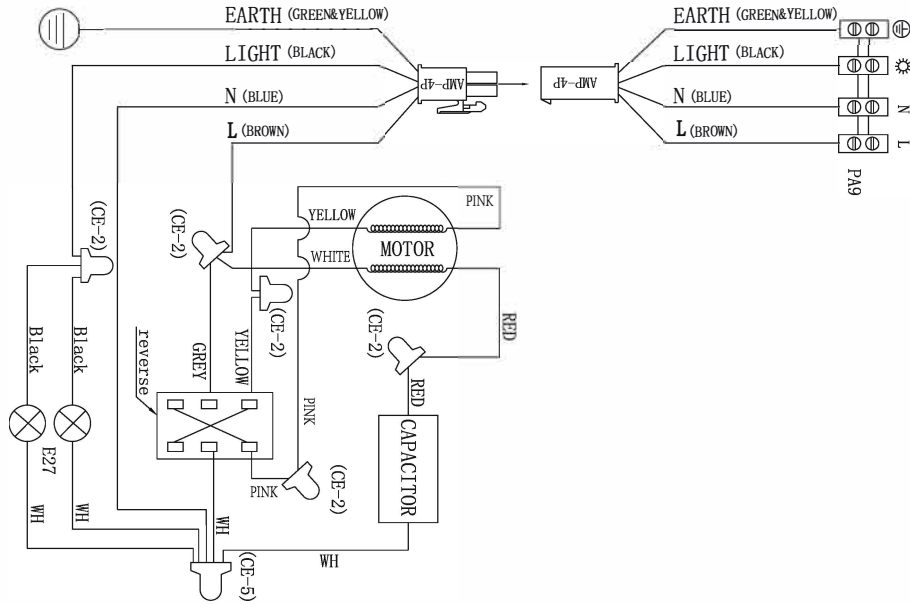 EARTH (GREEN&YELLOW)
LIGHT (BLACK)
N (BLUE)
L (BROWN)
AMP-4P
AMP-4P
EARTH (GREEN&YELLOW)
LIGHT (BLACK)
N (BLUE)
L (BROWN)
N
L
PA9
PINK
YELLOW
MOTOR
WHITE
(CE-2)
(CE-2)
(CE-2)
(CE-2)
RED
Black
Black
reverse
GREY
YELLOW
RED
PINK
CAPACITOR
E27
PINK
(CE-2)
WH
WH
WH
WH
(CE-5)